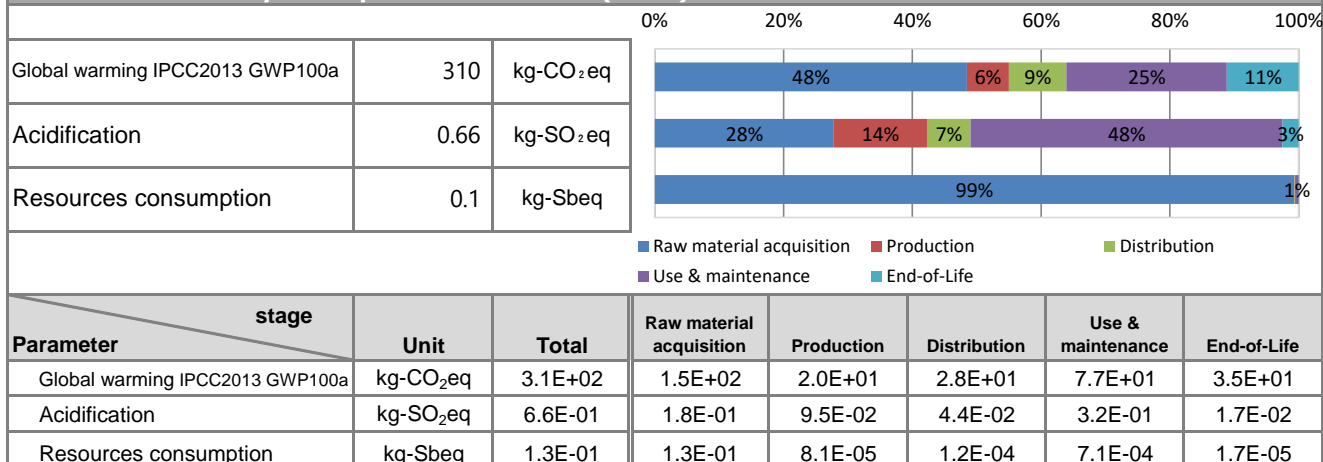 0% 20% 40% 60% 80% 100%
Global warming IPCC2013 GWP100a 310 kg-CO₂eq 48% 6% 9% 25% 11%
Acidification 0.66 kg-SO₂eq 28% 14% 7% 48% 3%
Resources consumption 0.1 kg-Sbeq 99% 1%
Raw material acquisition Production Distribution
Use & maintenance End-of-Life
stage
Parameter Unit Total Raw material acquisition Production Distribution Use & maintenance End-of-Life
Global warming IPCC2013 GWP100a kg-CO₂eq 3.1E+02 1.5E+02 2.0E+01 2.8E+01 7.7E+01 3.5E+01
Acidification kg-SO₂eq 6.6E-01 1.8E-01 9.5E-02 4.4E-02 3.2E-01 1.7E-02
Resources consumption kg-Sbeq 1.3E-01 1.3E-01 8.1E-05 1.2E-04 7.1E-04 1.7E-05